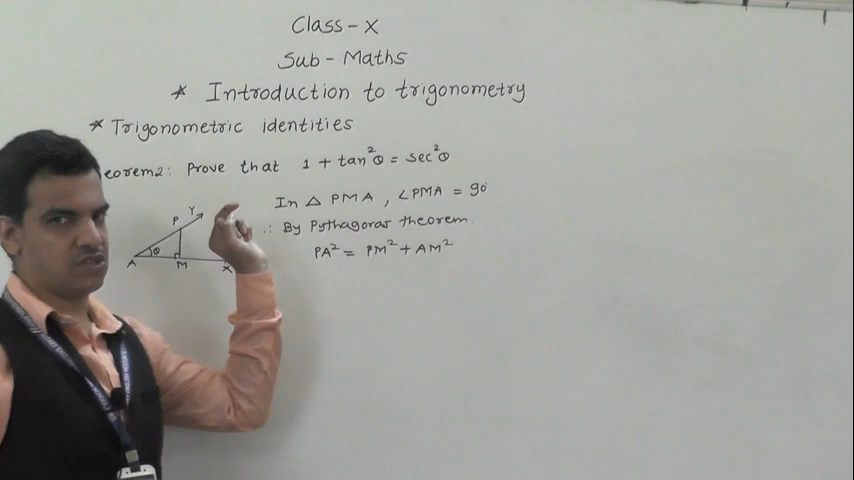 Class - X
Sub - Maths
* Introduction to trigonometry
* Trigonometric identities
eorem2: Prove that 1 + tan²θ = sec²θ
In △ PMA, ∠PMA = 90°
∴ By Pythagoras theorem.
PA² = PM² + AM²
Y
P
θ
A M X